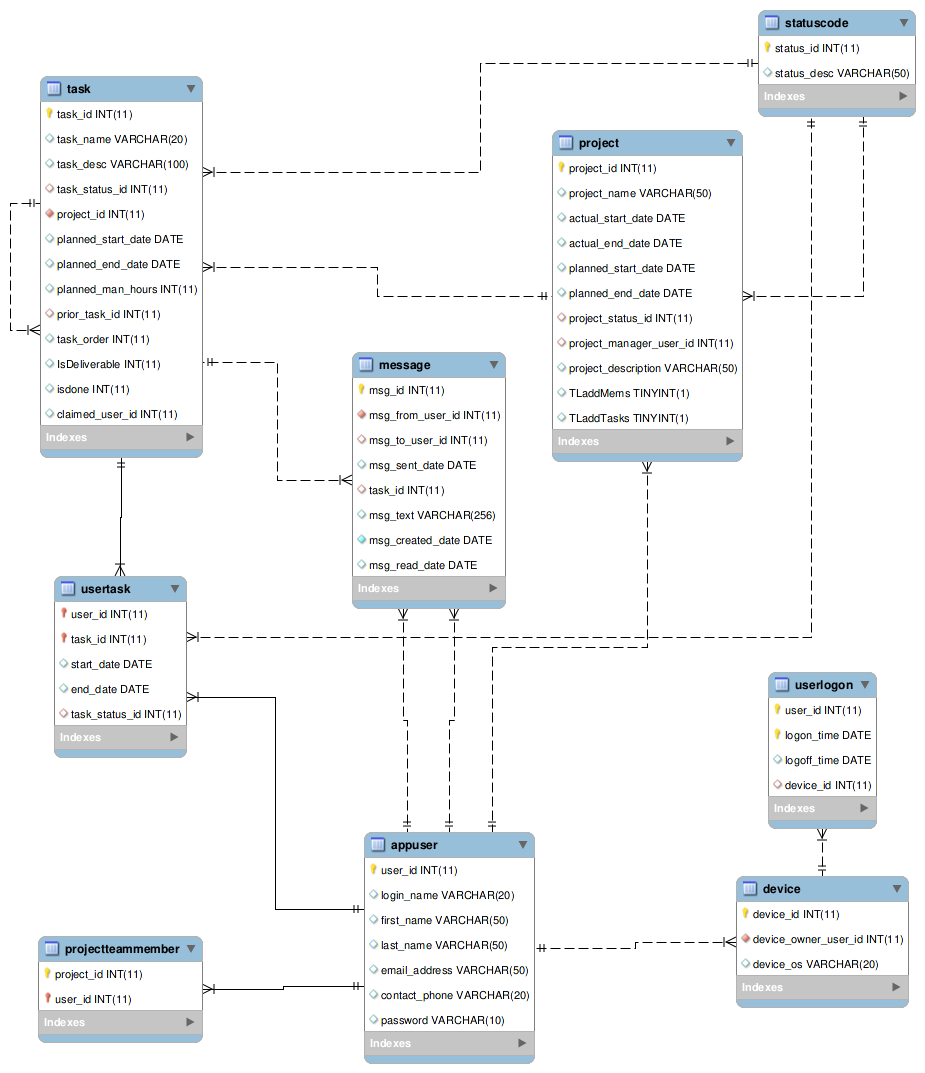 statuscode
status_id INT(11)
status_desc VARCHAR(50)
Indexes
task
task_id INT(11)
task_name VARCHAR(20)
task_desc VARCHAR(100)
task_status_id INT(11)
project_id INT(11)
planned_start_date DATE
planned_end_date DATE
planned_man_hours INT(11)
prior_task_id INT(11)
task_order INT(11)
IsDeliverable INT(11)
isdone INT(11)
claimed_user_id INT(11)
Indexes
project
project_id INT(11)
project_name VARCHAR(50)
actual_start_date DATE
actual_end_date DATE
planned_start_date DATE
planned_end_date DATE
project_status_id INT(11)
project_manager_user_id INT(11)
project_description VARCHAR(50)
TLaddMems TINYINT(1)
TLaddTasks TINYINT(1)
Indexes
message
msg_id INT(11)
msg_from_user_id INT(11)
msg_to_user_id INT(11)
msg_sent_date DATE
task_id INT(11)
msg_text VARCHAR(256)
msg_created_date DATE
msg_read_date DATE
Indexes
usertask
user_id INT(11)
task_id INT(11)
start_date DATE
end_date DATE
task_status_id INT(11)
Indexes
userlogon
user_id INT(11)
logon_time DATE
logoff_time DATE
device_id INT(11)
Indexes
appuser
user_id INT(11)
login_name VARCHAR(20)
first_name VARCHAR(50)
last_name VARCHAR(50)
email_address VARCHAR(50)
contact_phone VARCHAR(20)
password VARCHAR(10)
Indexes
device
device_id INT(11)
device_owner_user_id INT(11)
device_os VARCHAR(20)
Indexes
projectteammember
project_id INT(11)
user_id INT(11)
Indexes